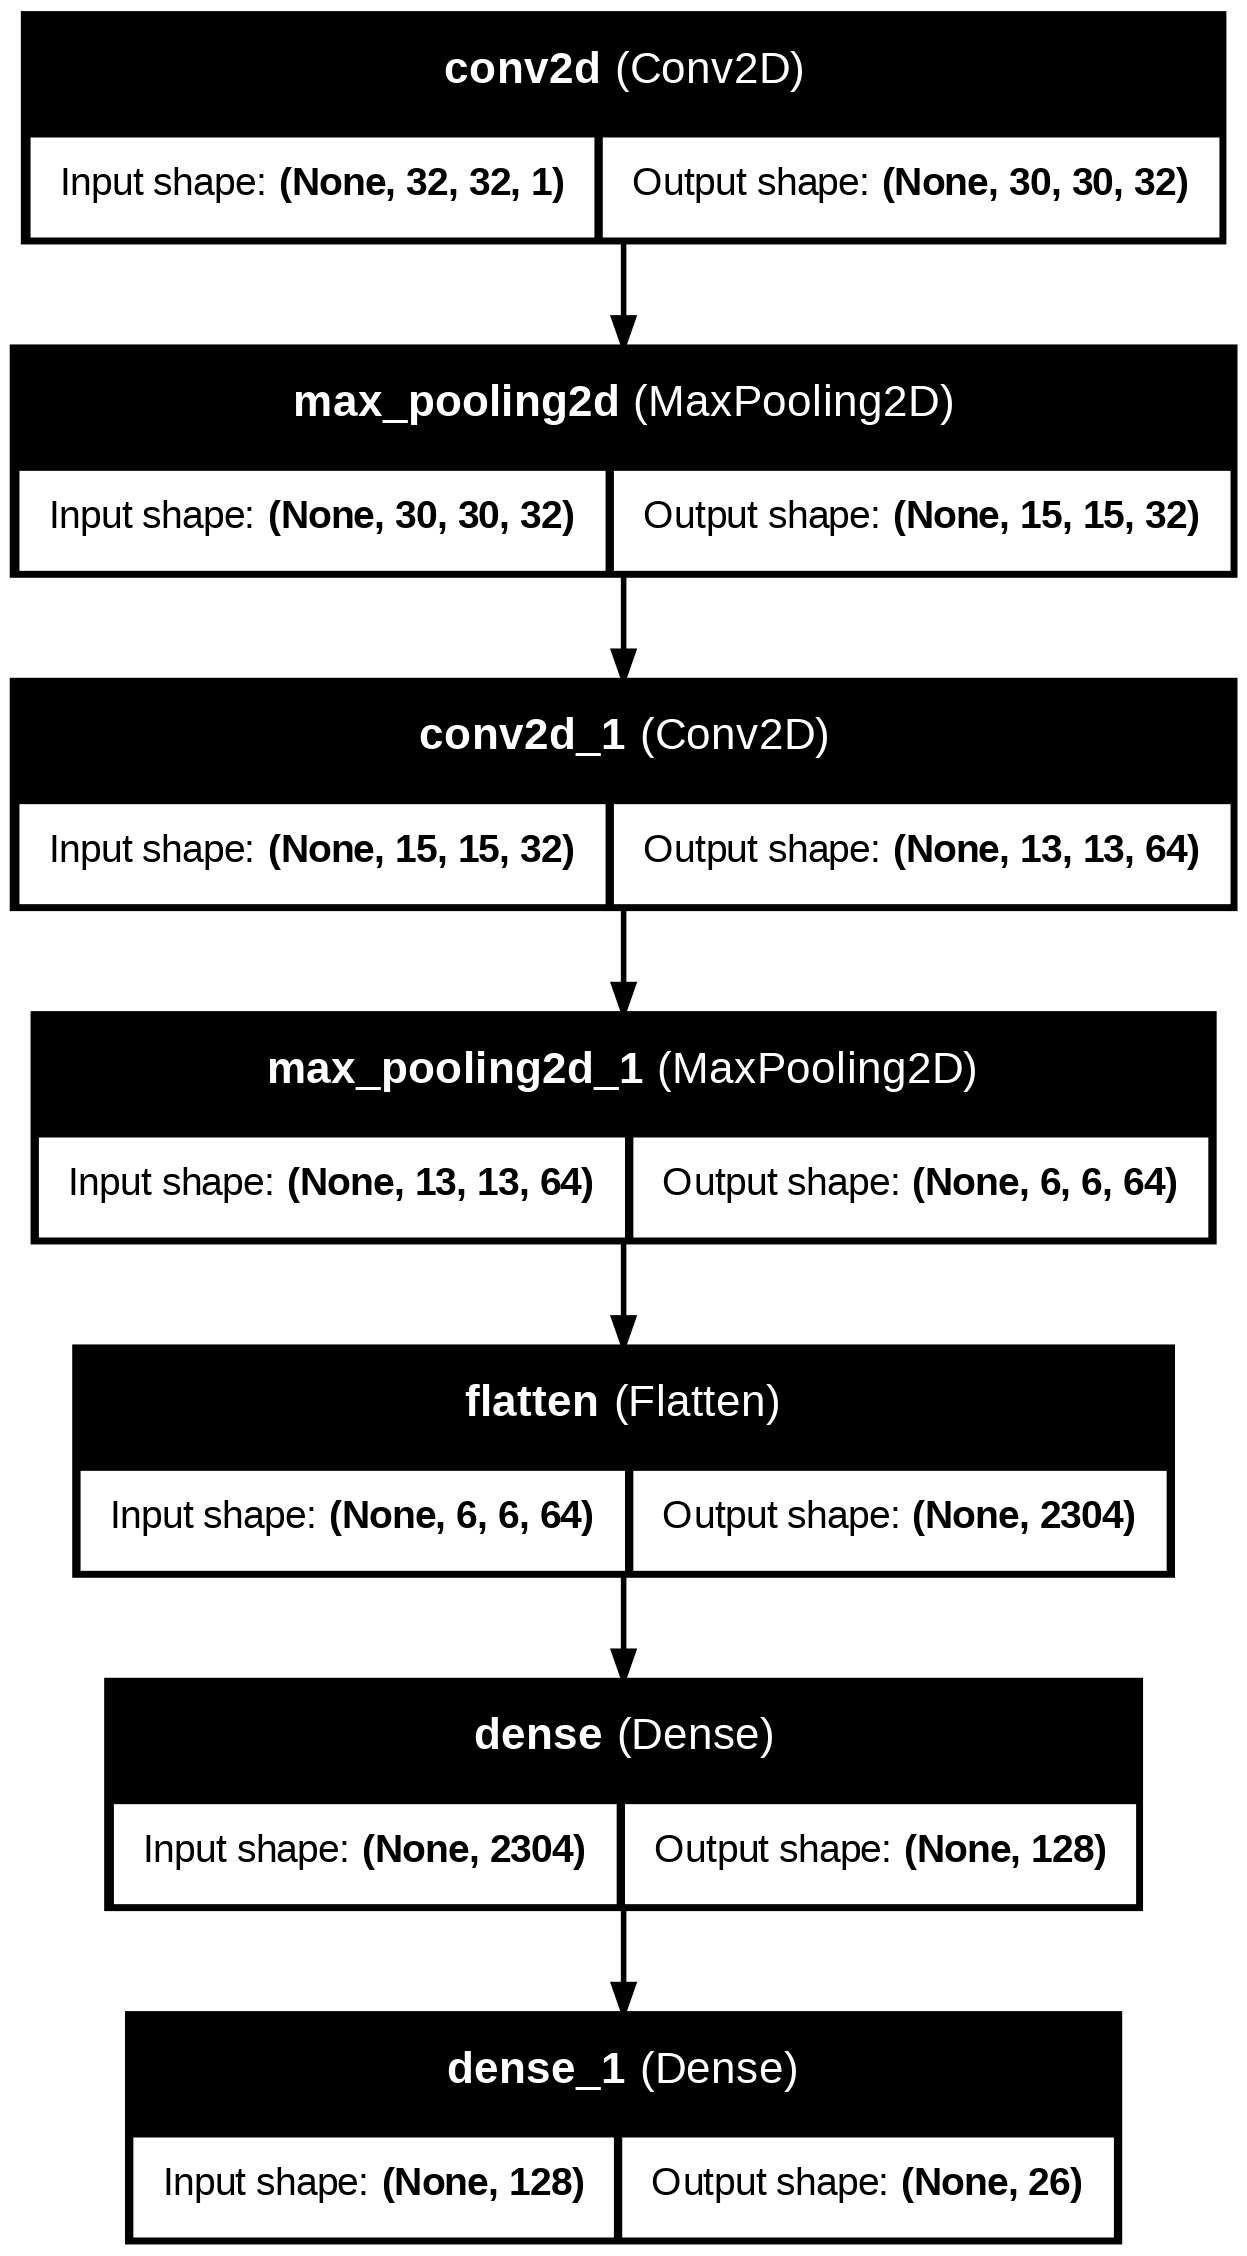 conv2d (Conv2D)
Input shape: (None, 32, 32, 1) Output shape: (None, 30, 30, 32)
max_pooling2d (MaxPooling2D)
Input shape: (None, 30, 30, 32) Output shape: (None, 15, 15, 32)
conv2d_1 (Conv2D)
Input shape: (None, 15, 15, 32) Output shape: (None, 13, 13, 64)
max_pooling2d_1 (MaxPooling2D)
Input shape: (None, 13, 13, 64) Output shape: (None, 6, 6, 64)
flatten (Flatten)
Input shape: (None, 6, 6, 64) Output shape: (None, 2304)
dense (Dense)
Input shape: (None, 2304) Output shape: (None, 128)
dense_1 (Dense)
Input shape: (None, 128) Output shape: (None, 26)